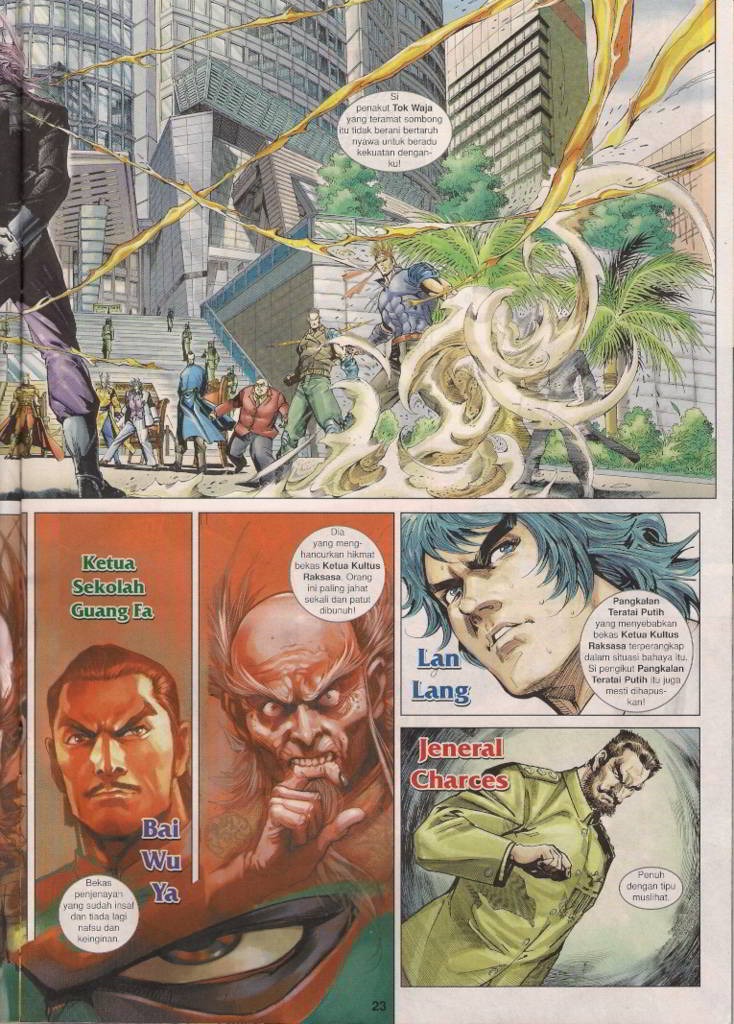 Si
penakut Tok Waja
yang teramat sombong
itu tidak berani bertaruh
nyawa untuk beradu
kekuatan dengan-
ku!
Ketua
Sekolah
Guang Fa
Dia
yang meng-
hancurkan hikmat
bekas Ketua Kultus
Raksasa. Orang
ini paling jahat
sekali dan patut
dibunuh!
Bai
Wu
Ya
Bekas
penjenayah
yang sudah insaf
dan tiada lagi
nafsu dan
keinginan.
Lan
Lang
Pangkalan
Teratai Putih
yang menyebabkan
bekas Ketua Kultus
Raksasa terperangkap
dalam situasi bahaya itu.
Si pengikut Pangkalan
Teratai Putih itu juga
mesti dihapus-
kan!
Jeneral
Charces
Penuh
dengan tipu
muslihat.
23